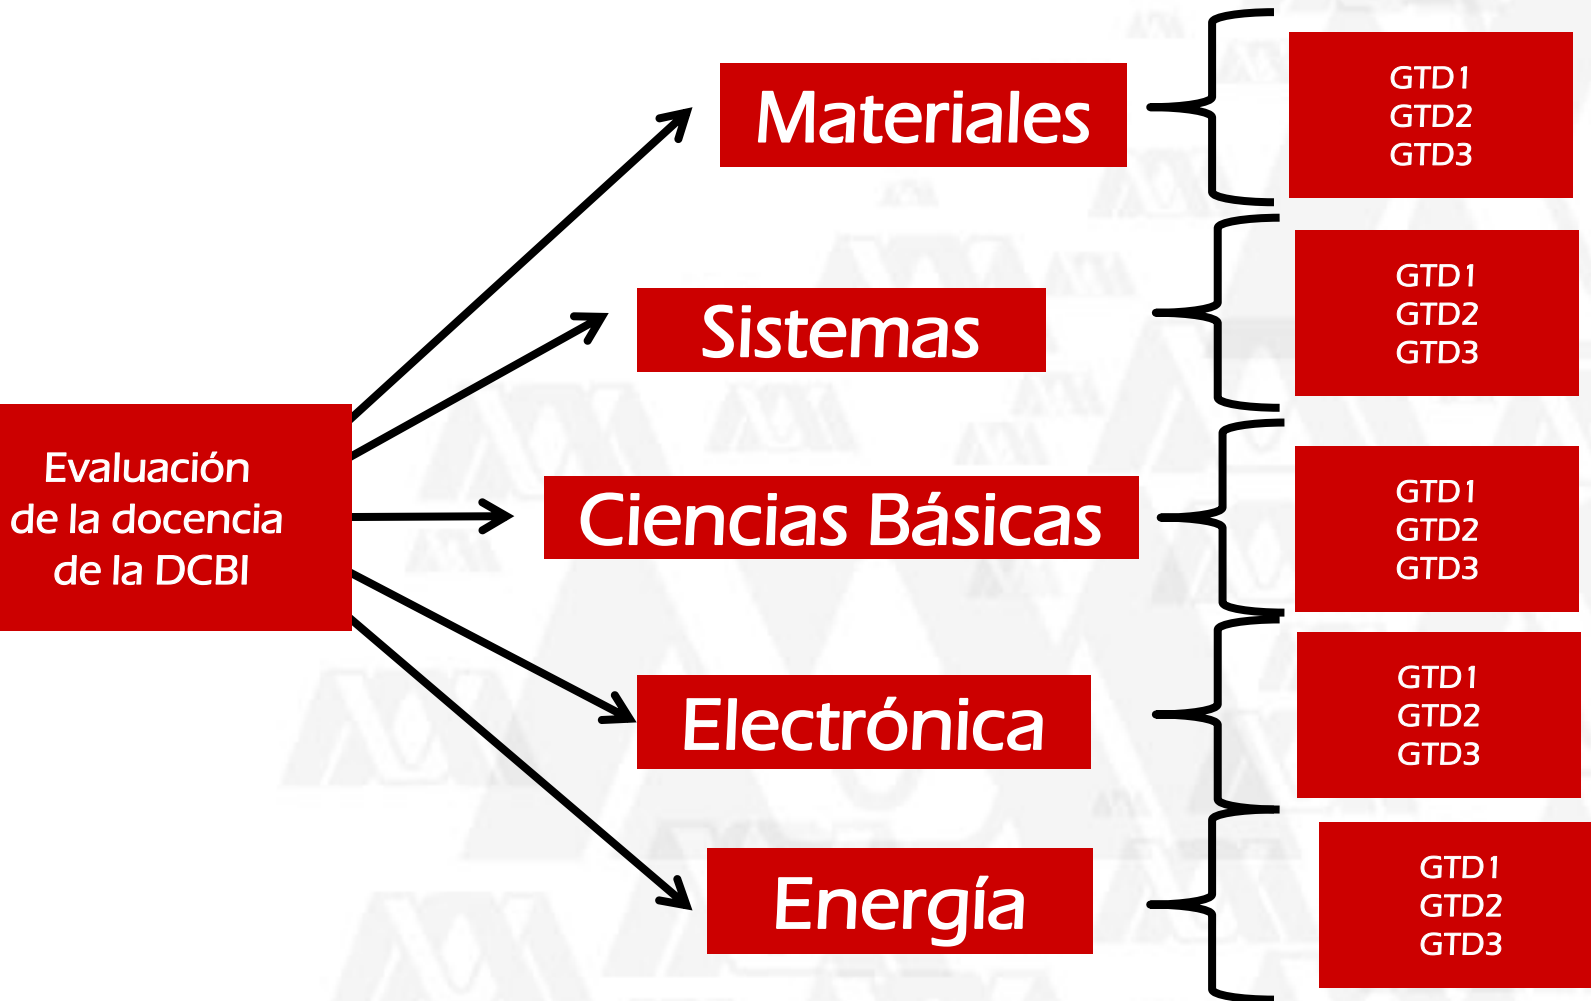 Materiales
GTD1
GTD2
GTD3
Sistemas
GTD1
GTD2
GTD3
Evaluación
de la docencia
de la DCBI
Ciencias Básicas
GTD1
GTD2
GTD3
Electrónica
GTD1
GTD2
GTD3
Energía
GTD1
GTD2
GTD3